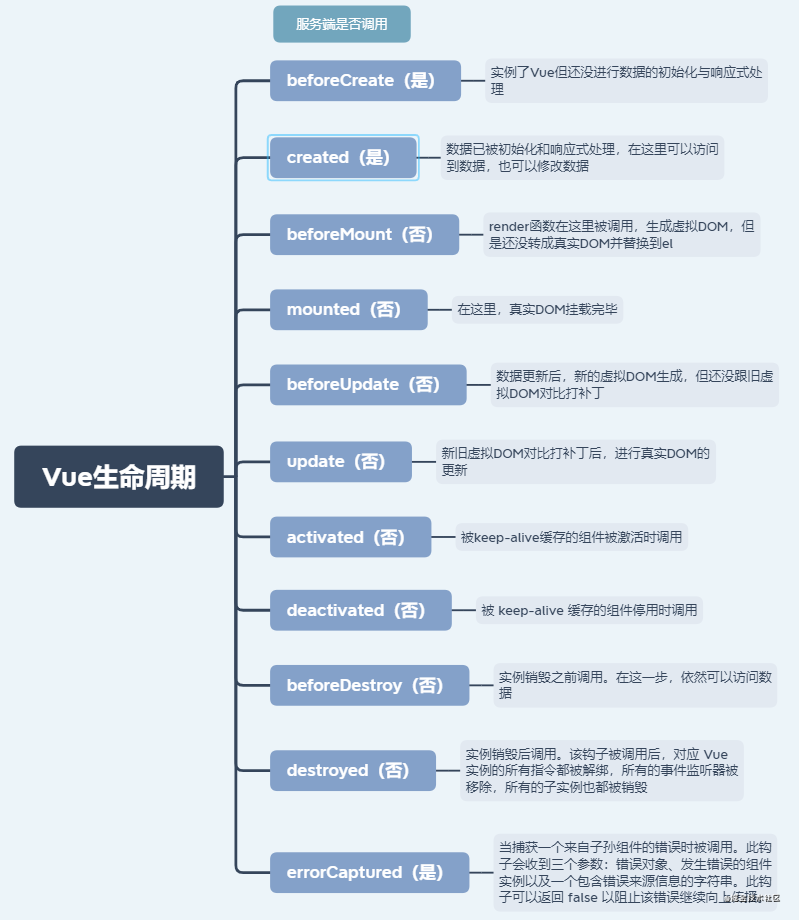 服务端是否调用
beforeCreate（是）
实例了Vue但还没进行数据的初始化与响应式处
理
created（是）
数据已被初始化和响应式处理，在这里可以访问
到数据，也可以修改数据
beforeMount（否）
render函数在这里被调用，生成虚拟DOM，但
是还没转成真实DOM并替换到el
mounted（否）
在这里，真实DOM挂载完毕
beforeUpdate（否）
数据更新后，新的虚拟DOM生成，但还没跟旧虚
拟DOM对比打补丁
Vue生命周期
update（否）
新旧虚拟DOM对比打补丁后，进行真实DOM的
更新
activated（否）
被keep-alive缓存的组件被激活时调用
deactivated（否）
被 keep-alive 缓存的组件停用时调用
beforeDestroy（否）
实例销毁之前调用。在这一步，依然可以访问数
据
destroyed（否）
实例销毁后调用。该钩子被调用后，对应 Vue
实例的所有指令都被解绑，所有的事件监听器被
移除，所有的子实例也都被销毁
errorCaptured（是）
当捕获一个来自子孙组件的错误时被调用。此钩
子会收到三个参数：错误对象、发生错误的组件
实例以及一个包含错误来源信息的字符串。此钩
子可以返回 false 以阻止该错误继续向上传播。